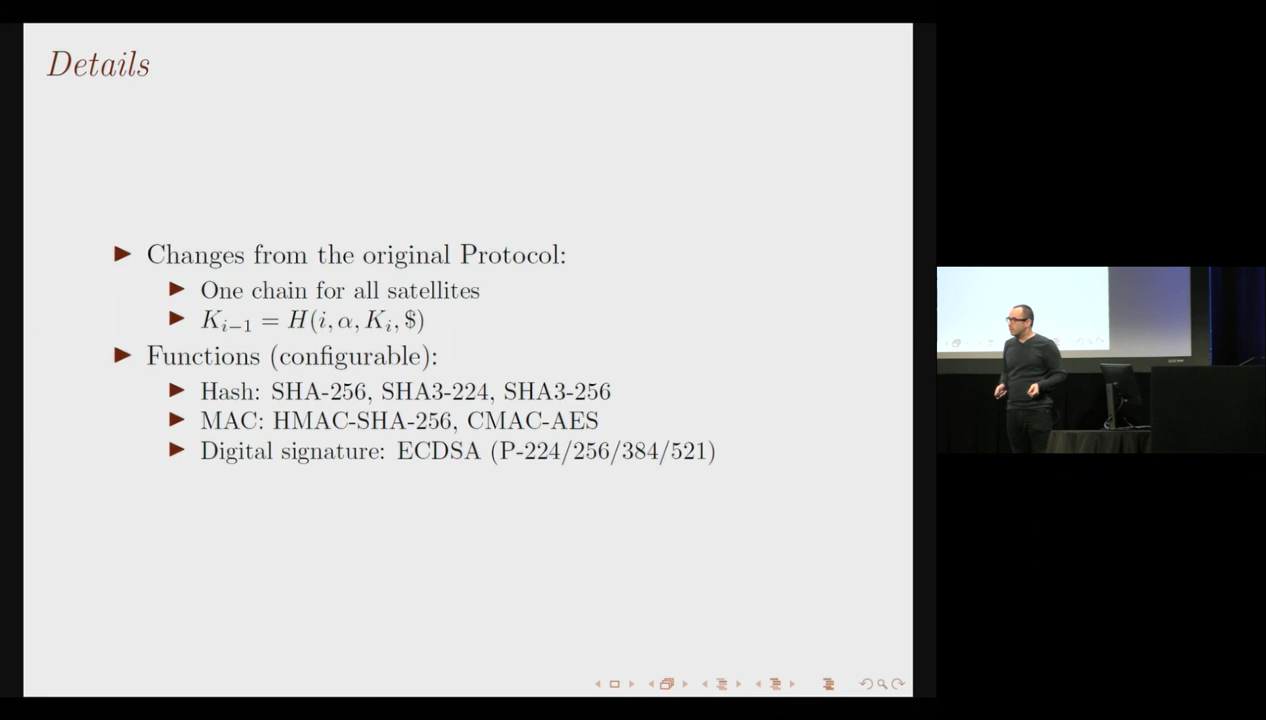 Details
▶ Changes from the original Protocol:
▶ One chain for all satellites
▶ K_{i−1} = H(i, α, K_i, $)
▶ Functions (configurable):
▶ Hash: SHA-256, SHA3-224, SHA3-256
▶ MAC: HMAC-SHA-256, CMAC-AES
▶ Digital signature: ECDSA (P-224/256/384/521)